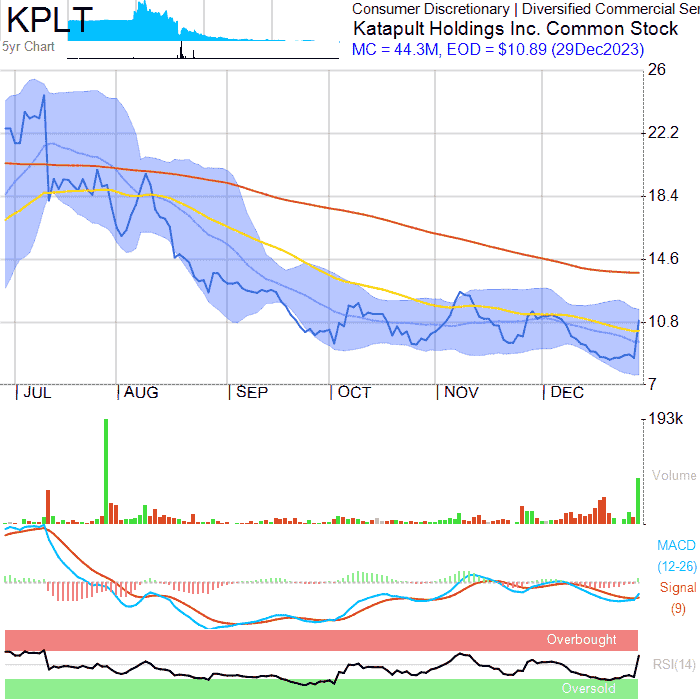 KPLT
5yr Chart
Consumer Discretionary | Diversified Commercial Ser
Katapult Holdings Inc. Common Stock
MC = 44.3M, EOD = $10.89 (29Dec2023)
26
22.2
18.4
14.6
10.8
7
JUL AUG SEP OCT NOV DEC
193k
Volume
MACD
(12-26)
Signal
(9)
Overbought
RSI(14)
Oversold